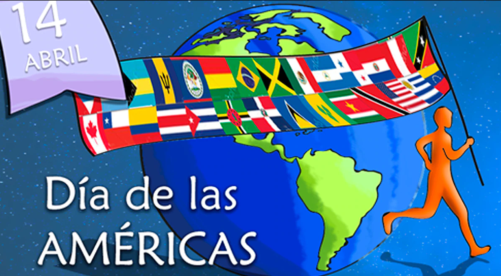 14
ABRIL
Día de las
AMÉRICAS